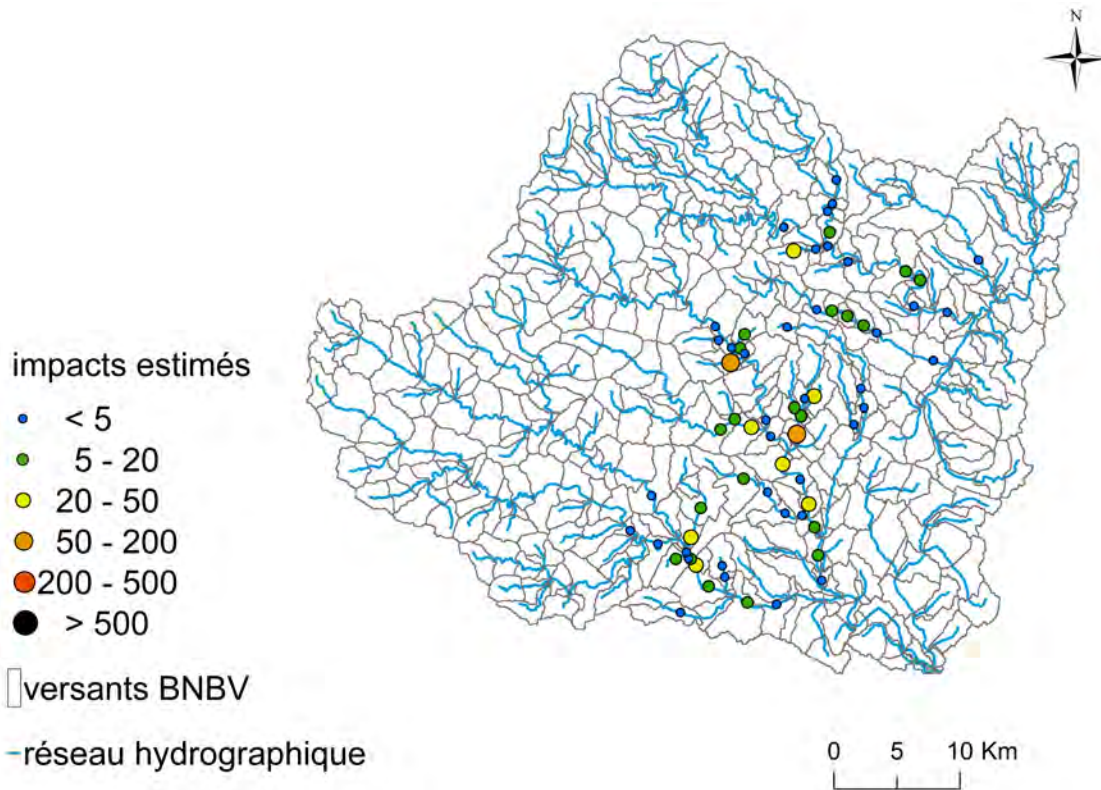 N
impacts estimés
< 5
5 - 20
20 - 50
50 - 200
200 - 500
> 500
versants BNBV
réseau hydrographique
0 5 10 Km